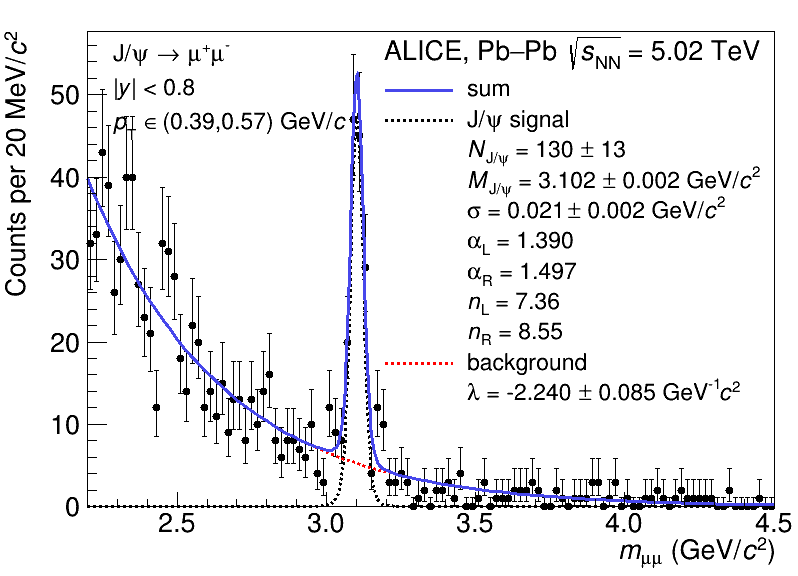 Counts per 20 MeV/c²
J/ψ → μ⁺μ⁻
|y| < 0.8
p ∈ (0.39,0.57) GeV/c
ALICE, Pb–Pb √sNN = 5.02 TeV
sum
J/ψ signal
N_J/ψ = 130 ± 13
M_J/ψ = 3.102 ± 0.002 GeV/c²
σ = 0.021 ± 0.002 GeV/c²
α_L = 1.390
α_R = 1.497
n_L = 7.36
n_R = 8.55
background
λ = -2.240 ± 0.085 GeV⁻¹c²
50
40
30
20
10
0
2.5 3.0 3.5 4.0 4.5
m_μμ (GeV/c²)